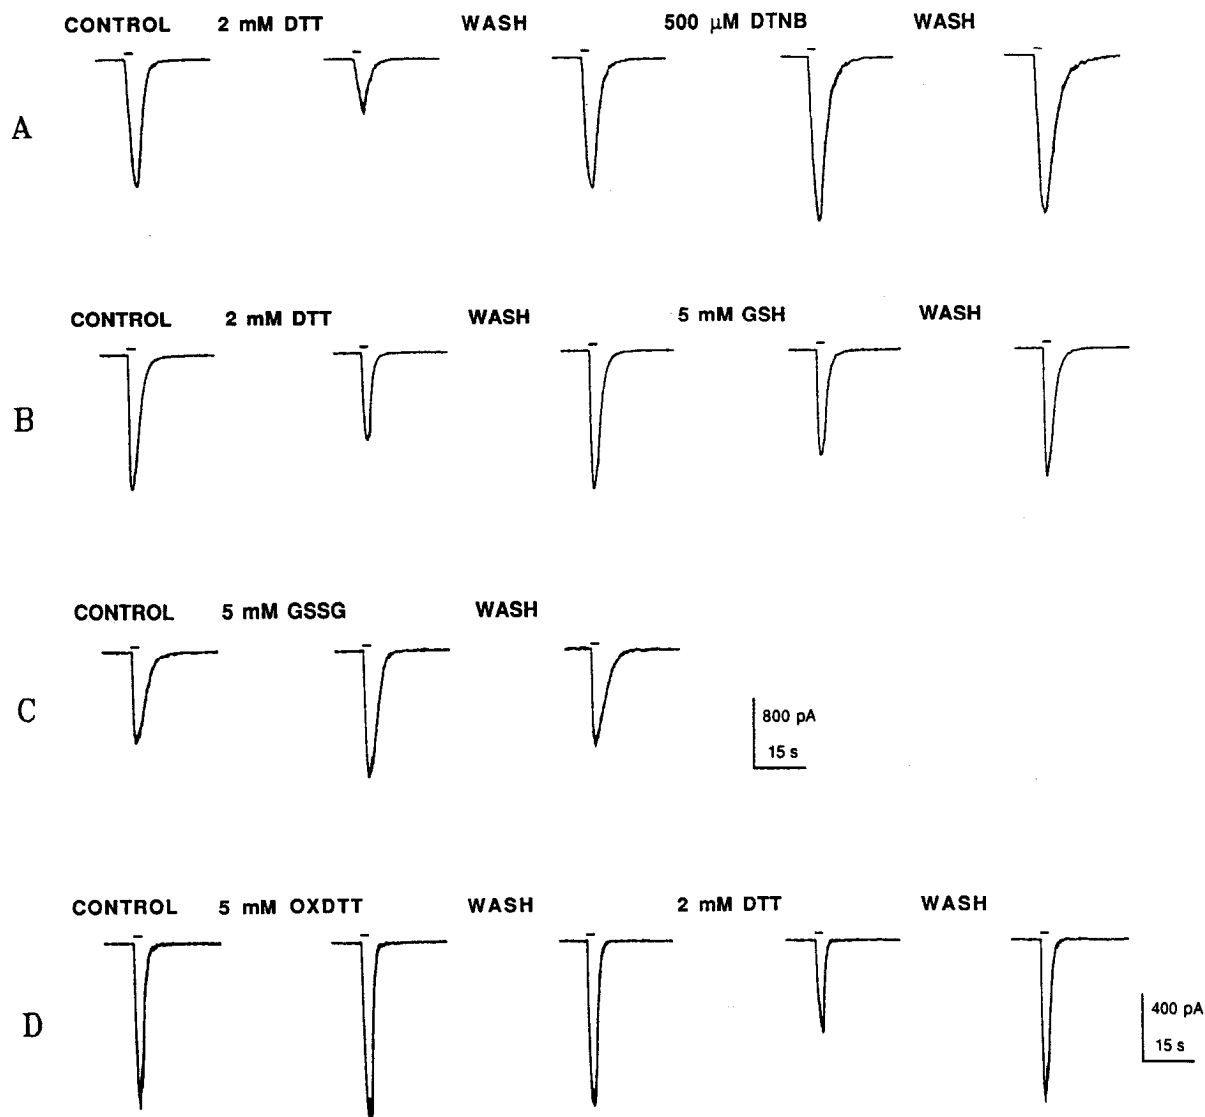 CONTROL 2 mM DTT WASH 500 µM DTNB WASH
A
CONTROL 2 mM DTT WASH 5 mM GSH WASH
B
CONTROL 5 mM GSSG WASH
C
800 pA
15 s
CONTROL 5 mM OXDTT WASH 2 mM DTT WASH
D
400 pA
15 s